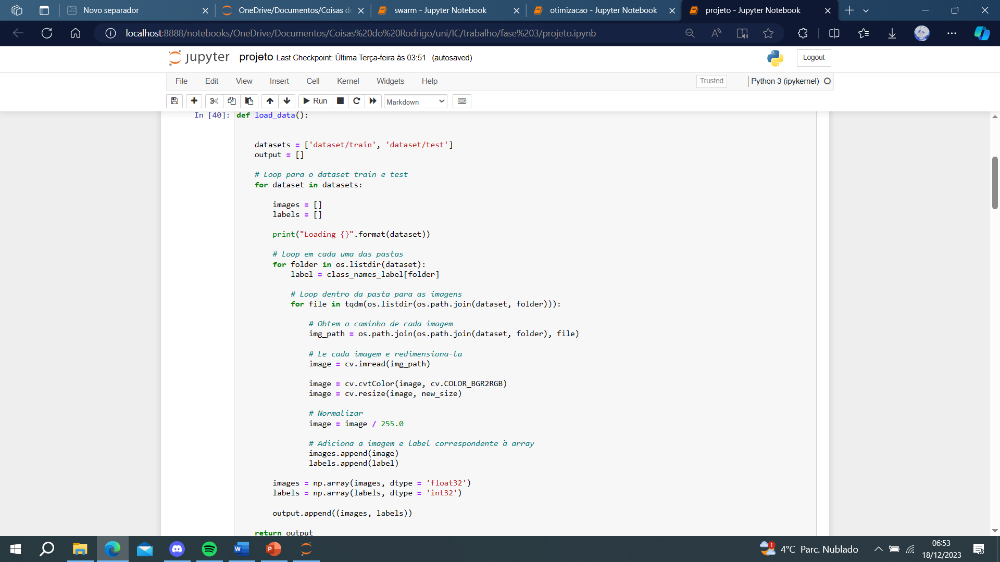 Novo separador
OneDrive/Documentos/Coisas do
swarm - Jupyter Notebook
otimizacao - Jupyter Notebook
projeto - Jupyter Notebook
localhost:8888/notebooks/OneDrive/Documentos/Coisas%20do%20Rodrigo/uni/IC/trabalho/fase%203/projeto.ipynb
jupyter projeto Last Checkpoint: Última Terça-feira às 03:51 (autosaved)
Logout
File Edit View Insert Cell Kernel Widgets Help
Trusted
Python 3 (ipykernel)
Run
Markdown
In [40]: def load_data():
datasets = ['dataset/train', 'dataset/test']
output = []
# Loop para o dataset train e test
for dataset in datasets:
images = []
labels = []
print("Loading {}".format(dataset))
# Loop em cada uma das pastas
for folder in os.listdir(dataset):
label = class_names_label[folder]
# Loop dentro da pasta para as imagens
for file in tqdm(os.listdir(os.path.join(dataset, folder))):
# Obtem o caminho de cada imagem
img_path = os.path.join(os.path.join(dataset, folder), file)
# Le cada imagem e redimensiona-la
image = cv.imread(img_path)
image = cv.cvtColor(image, cv.COLOR_BGR2RGB)
image = cv.resize(image, new_size)
# Normalizar
image = image / 255.0
# Adiciona a imagem e label correspondente à array
images.append(image)
labels.append(label)
images = np.array(images, dtype = 'float32')
labels = np.array(labels, dtype = 'int32')
output.append((images, labels))
return output
1
4°C Parc. Nublado
06:53
18/12/2023